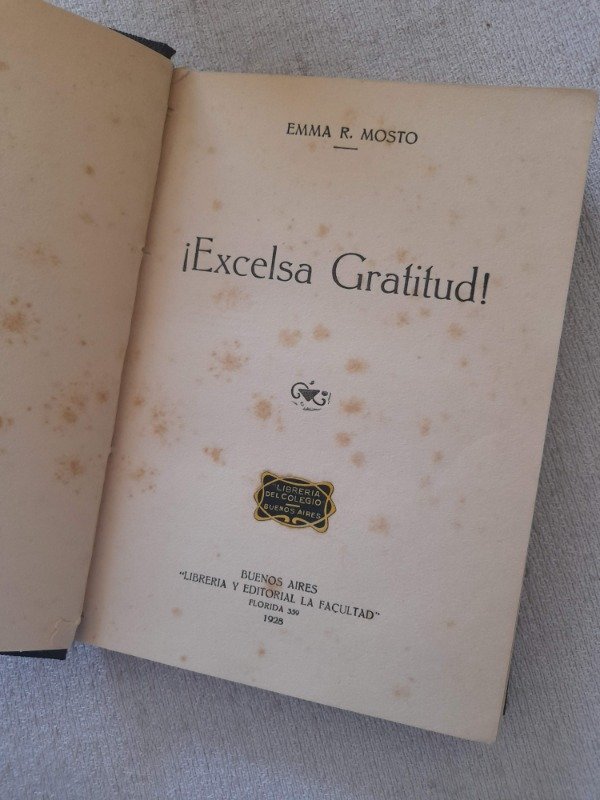 EMMA R. MOSTO
¡Excelsa Gratitud!
LIBRERIA
DEL COLEGIO
BUENOS AIRES
BUENOS AIRES
"LIBRERIA Y EDITORIAL LA FACULTAD"
FLORIDA 359
1928